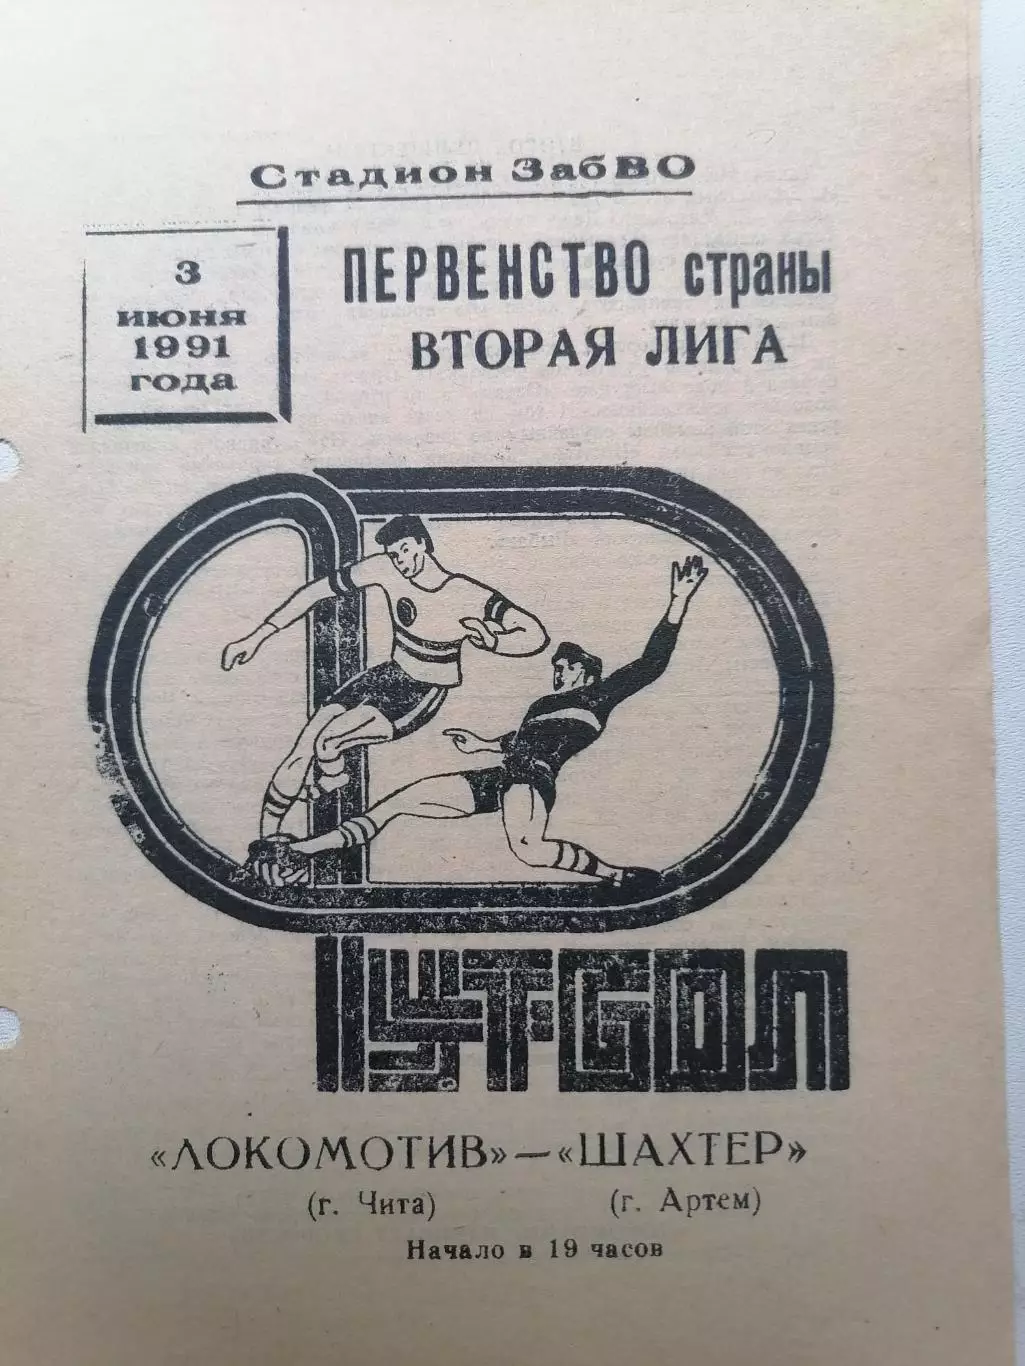 Стадион ЗабВО
3
июня
1991
года
ПЕРВЕНСТВО страны
ВТОРАЯ ЛИГА
ФУТБОЛ
«ЛОКОМОТИВ»—«ШАХТЕР»
(г. Чита) (г. Артем)
Начало в 19 часов